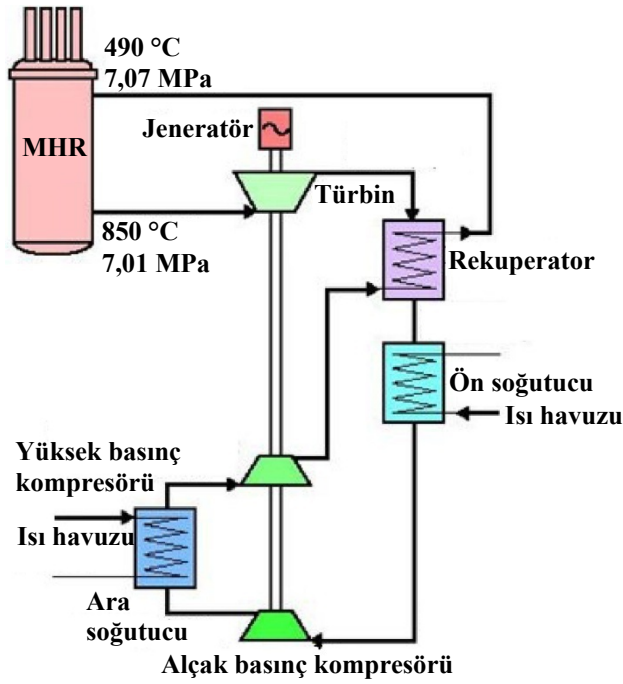 490 °C
7,07 MPa
Jeneratör
MHR
Türbin
850 °C
7,01 MPa
Rekuperator
Ön soğutucu
Isı havuzu
Yüksek basınç
kompresörü
Isı havuzu
Ara
soğutucu
Alçak basınç kompresörü